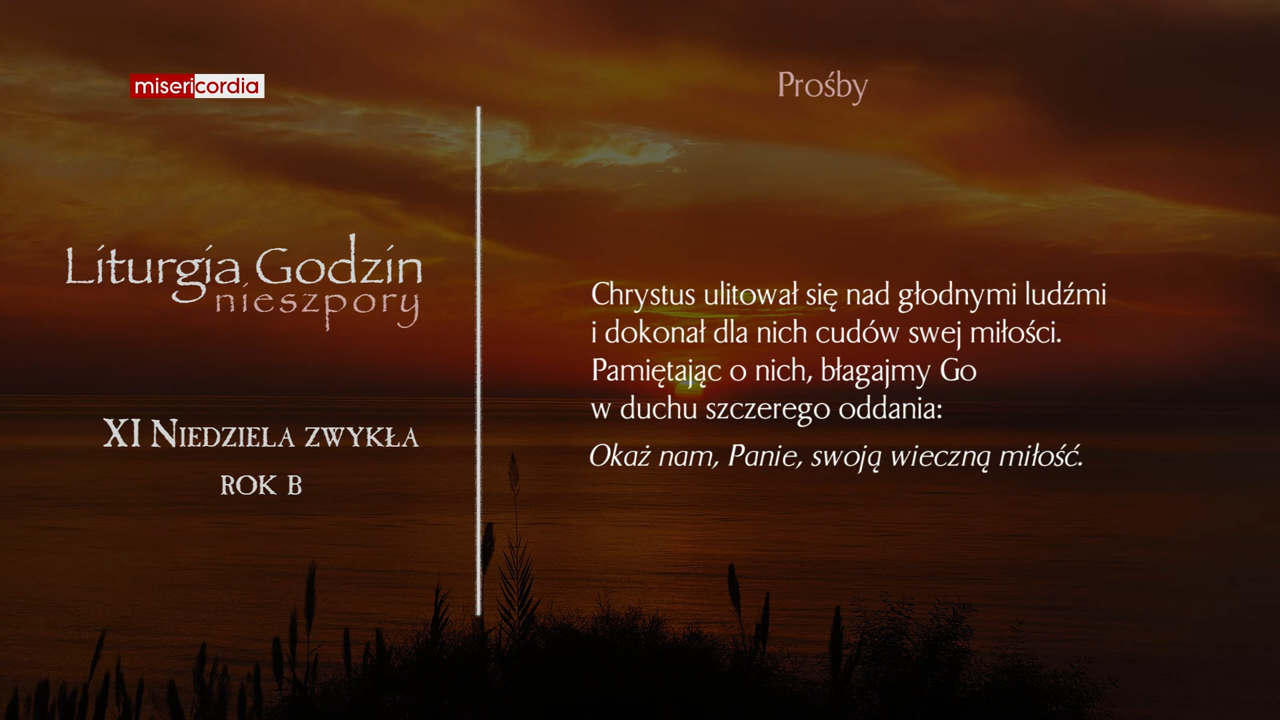 misericordia
Liturgia Godzin
nieszpory
XI Niedziela zwykła
rok B
Prośby
Chrystus ulitował się nad głodnymi ludźmi
i dokonał dla nich cudów swej miłości.
Pamiętając o nich, błagajmy Go
w duchu szczerego oddania:
Okaż nam, Panie, swoją wieczną miłość.